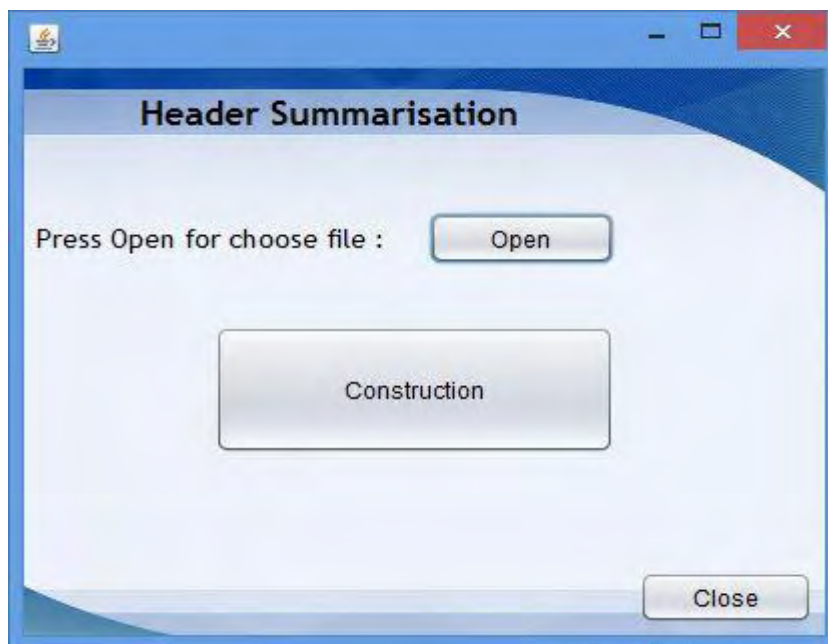 Header Summarisation
Press Open for choose file :
Open
Construction
Close